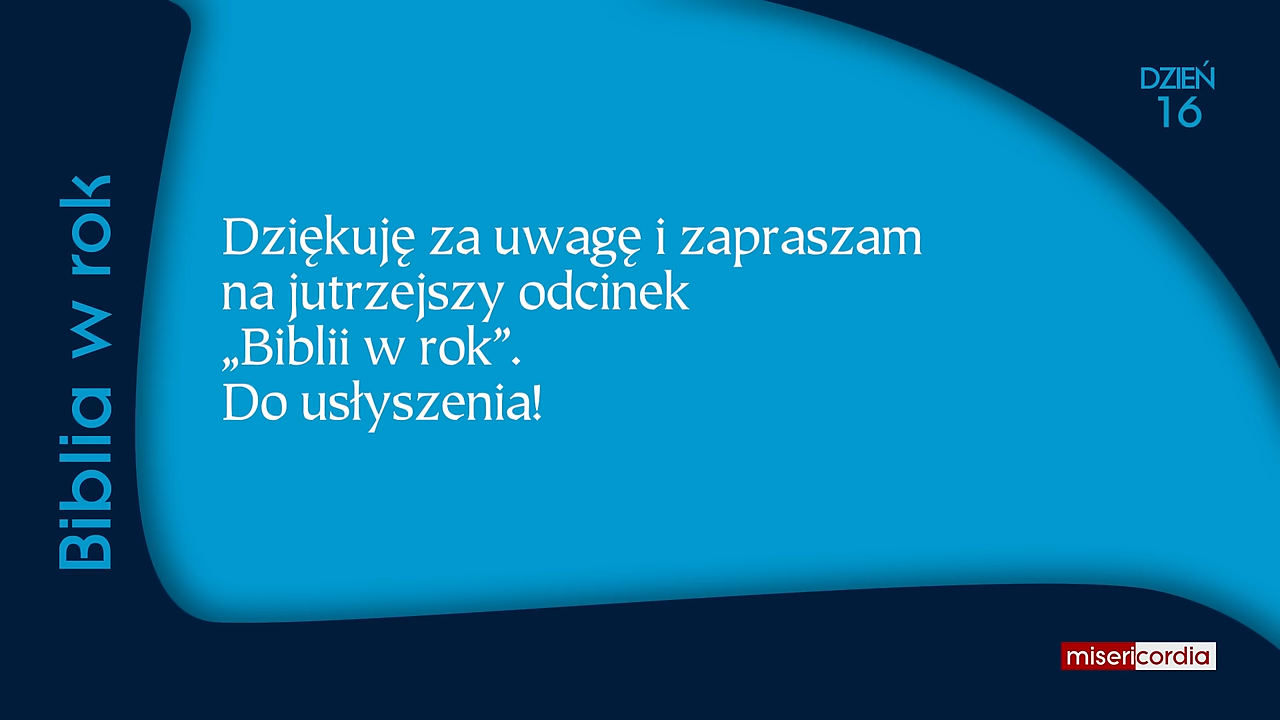 Biblia w rok
DZIEŃ
16
Dziękuję za uwagę i zapraszam
na jutrzejszy odcinek
„Biblii w rok”.
Do usłyszenia!
misericordia